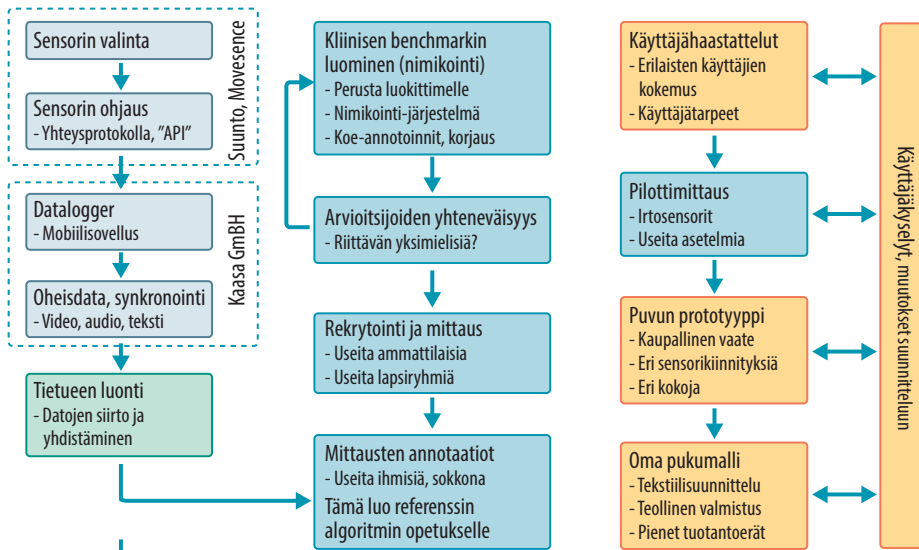 Sensorin valinta
Sensorin ohjaus
- Yhteysprotokolla, ”API”
Suunto, Movesence
Datalogger
- Mobiilisovellus
Oheisdata, synkronointi
- Video, audio, teksti
Kaasa GmBH
Tietueen luonti
- Datojen siirto ja
yhdistäminen
Kliinisen benchmarkin
luominen (nimikointi)
- Perusta luokittimelle
- Nimikointi-järjestelmä
- Koe-annotoinnit, korjaus
Arvioitsijoiden yhteneväisyys
- Riittävän yksimielisiä?
Rekrytointi ja mittaus
- Useita ammattilaisia
- Useita lapsiryhmiä
Mittausten annotaatiot
- Useita ihmisiä, sokkona
Tämä luo referenssin
algoritmin opetukselle
Käyttäjähaastattelut
- Erilaisten käyttäjien
kokemus
- Käyttäjätarpeet
Pilottimittaus
- Irtosensorit
- Useita asetelmia
Puvun prototyyppi
- Kaupallinen vaate
- Eri sensorikiinnityksiä
- Eri kokoja
Oma pukumalli
- Tekstiilisuunnittelu
- Teollinen valmistus
- Pienet tuotantoerät
Käyttäjäkyselyt, muutokset suunnitteluun